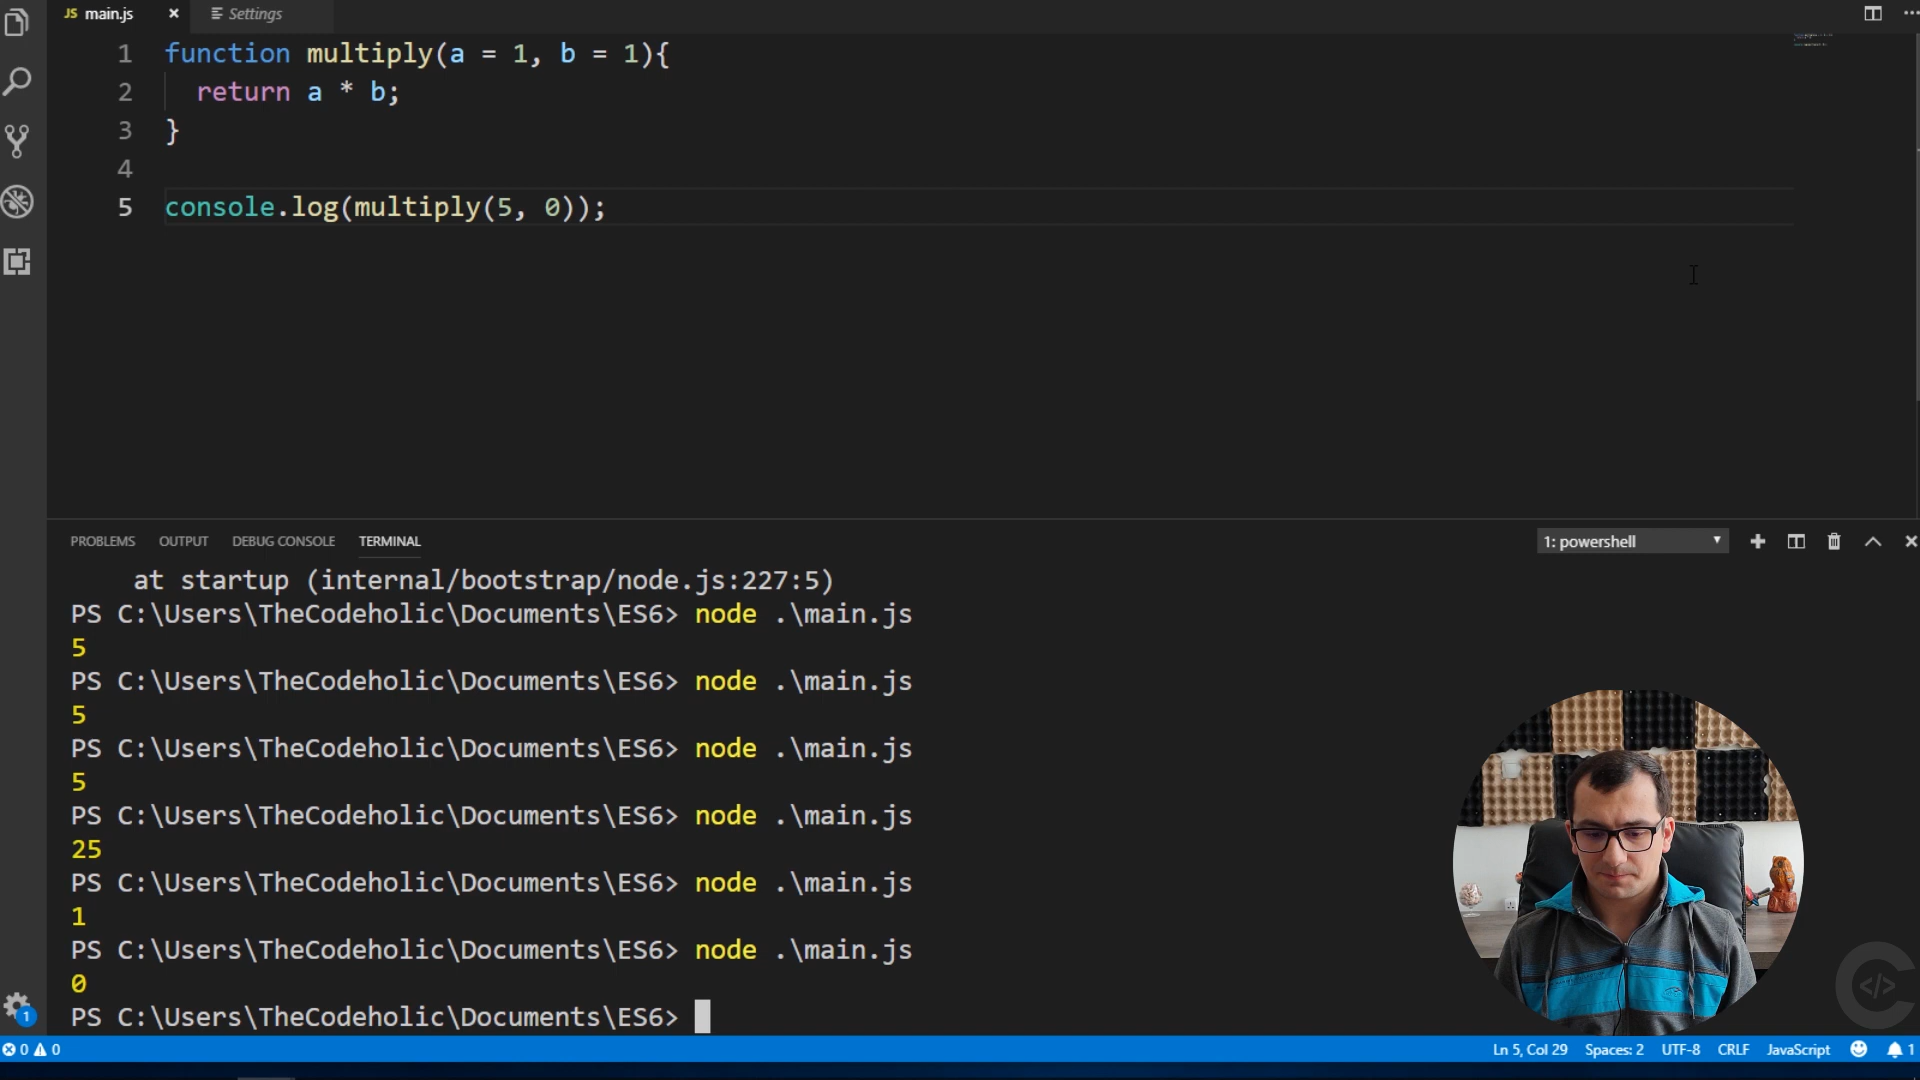 JS main.js × Settings
1 function multiply(a = 1, b = 1){
2 return a * b;
3 }
4
5 console.log(multiply(5, 0));
PROBLEMS OUTPUT DEBUG CONSOLE TERMINAL 1: powershell
at startup (internal/bootstrap/node.js:227:5)
PS C:\Users\TheCodeholic\Documents\ES6> node .\main.js
5
PS C:\Users\TheCodeholic\Documents\ES6> node .\main.js
5
PS C:\Users\TheCodeholic\Documents\ES6> node .\main.js
5
PS C:\Users\TheCodeholic\Documents\ES6> node .\main.js
25
PS C:\Users\TheCodeholic\Documents\ES6> node .\main.js
1
PS C:\Users\TheCodeholic\Documents\ES6> node .\main.js
0
PS C:\Users\TheCodeholic\Documents\ES6>
1
0 0 Ln 5, Col 29 Spaces: 2 UTF-8 CRLF JavaScript 1